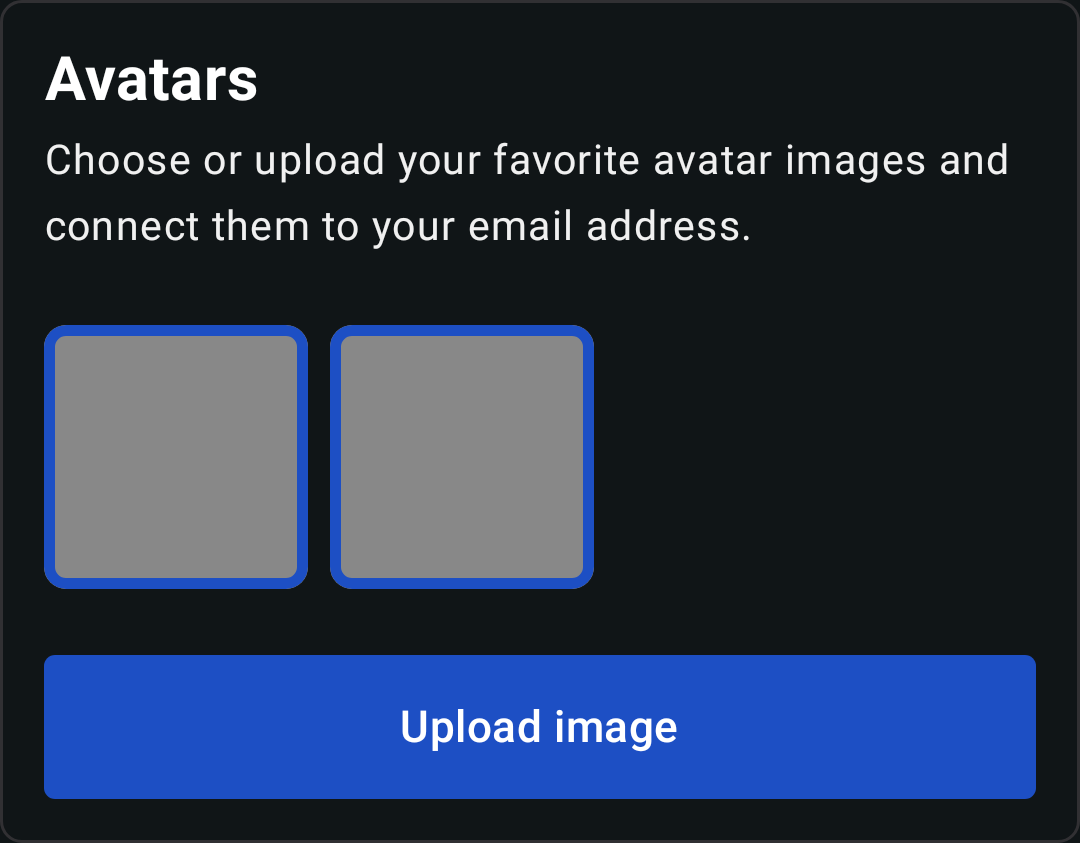 Avatars
Choose or upload your favorite avatar images and
connect them to your email address.
Upload image